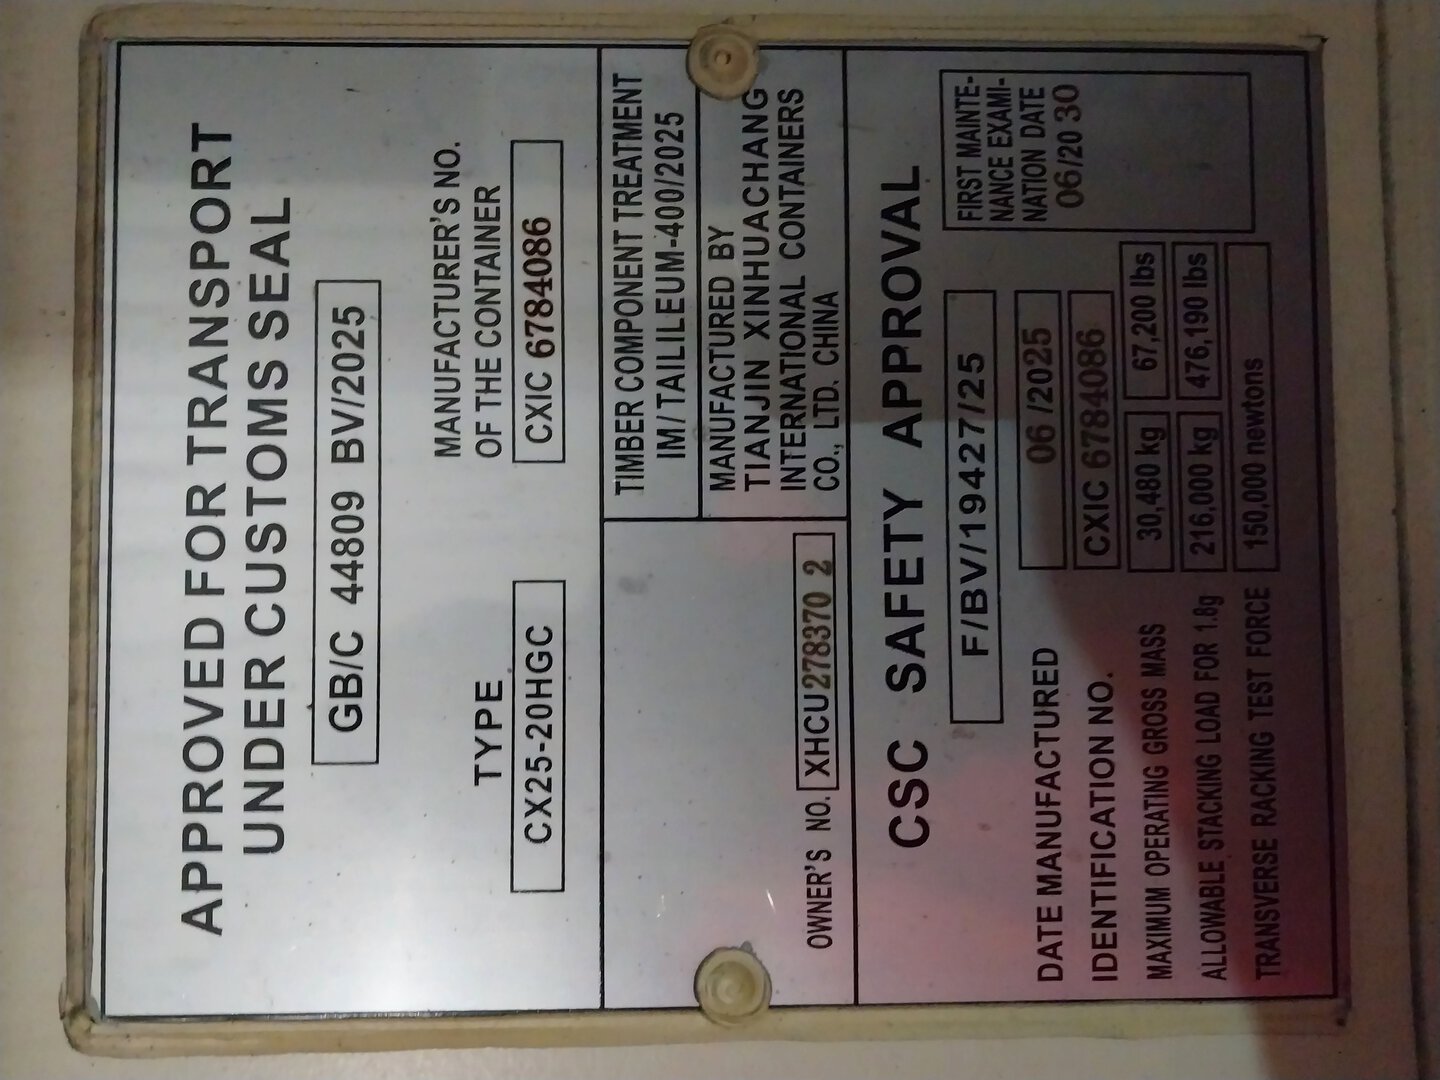 APPROVED FOR TRANSPORT
UNDER CUSTOMS SEAL
GB/C 44809 BV/2025
TYPE
CX25-20HGC
MANUFACTURER'S NO.
OF THE CONTAINER
CXIC 6784086
TIMBER COMPONENT TREATMENT
IM/TAILILEUM-400/2025
MANUFACTURED BY
TIANJIN XINHUACHANG
INTERNATIONAL CONTAINERS
CO., LTD. CHINA
OWNER'S NO. XHCU 278370 2
CSC SAFETY APPROVAL
F/BV/19427/25
DATE MANUFACTURED 06/2025
IDENTIFICATION NO. CXIC 6784086
MAXIMUM OPERATING GROSS MASS 30,480 kg 67,200 lbs
ALLOWABLE STACKING LOAD FOR 1.8g 216,000 kg 476,190 lbs
TRANSVERSE RACKING TEST FORCE 150,000 newtons
FIRST MAINTE-
NANCE EXAMI-
NATION DATE
06/2030